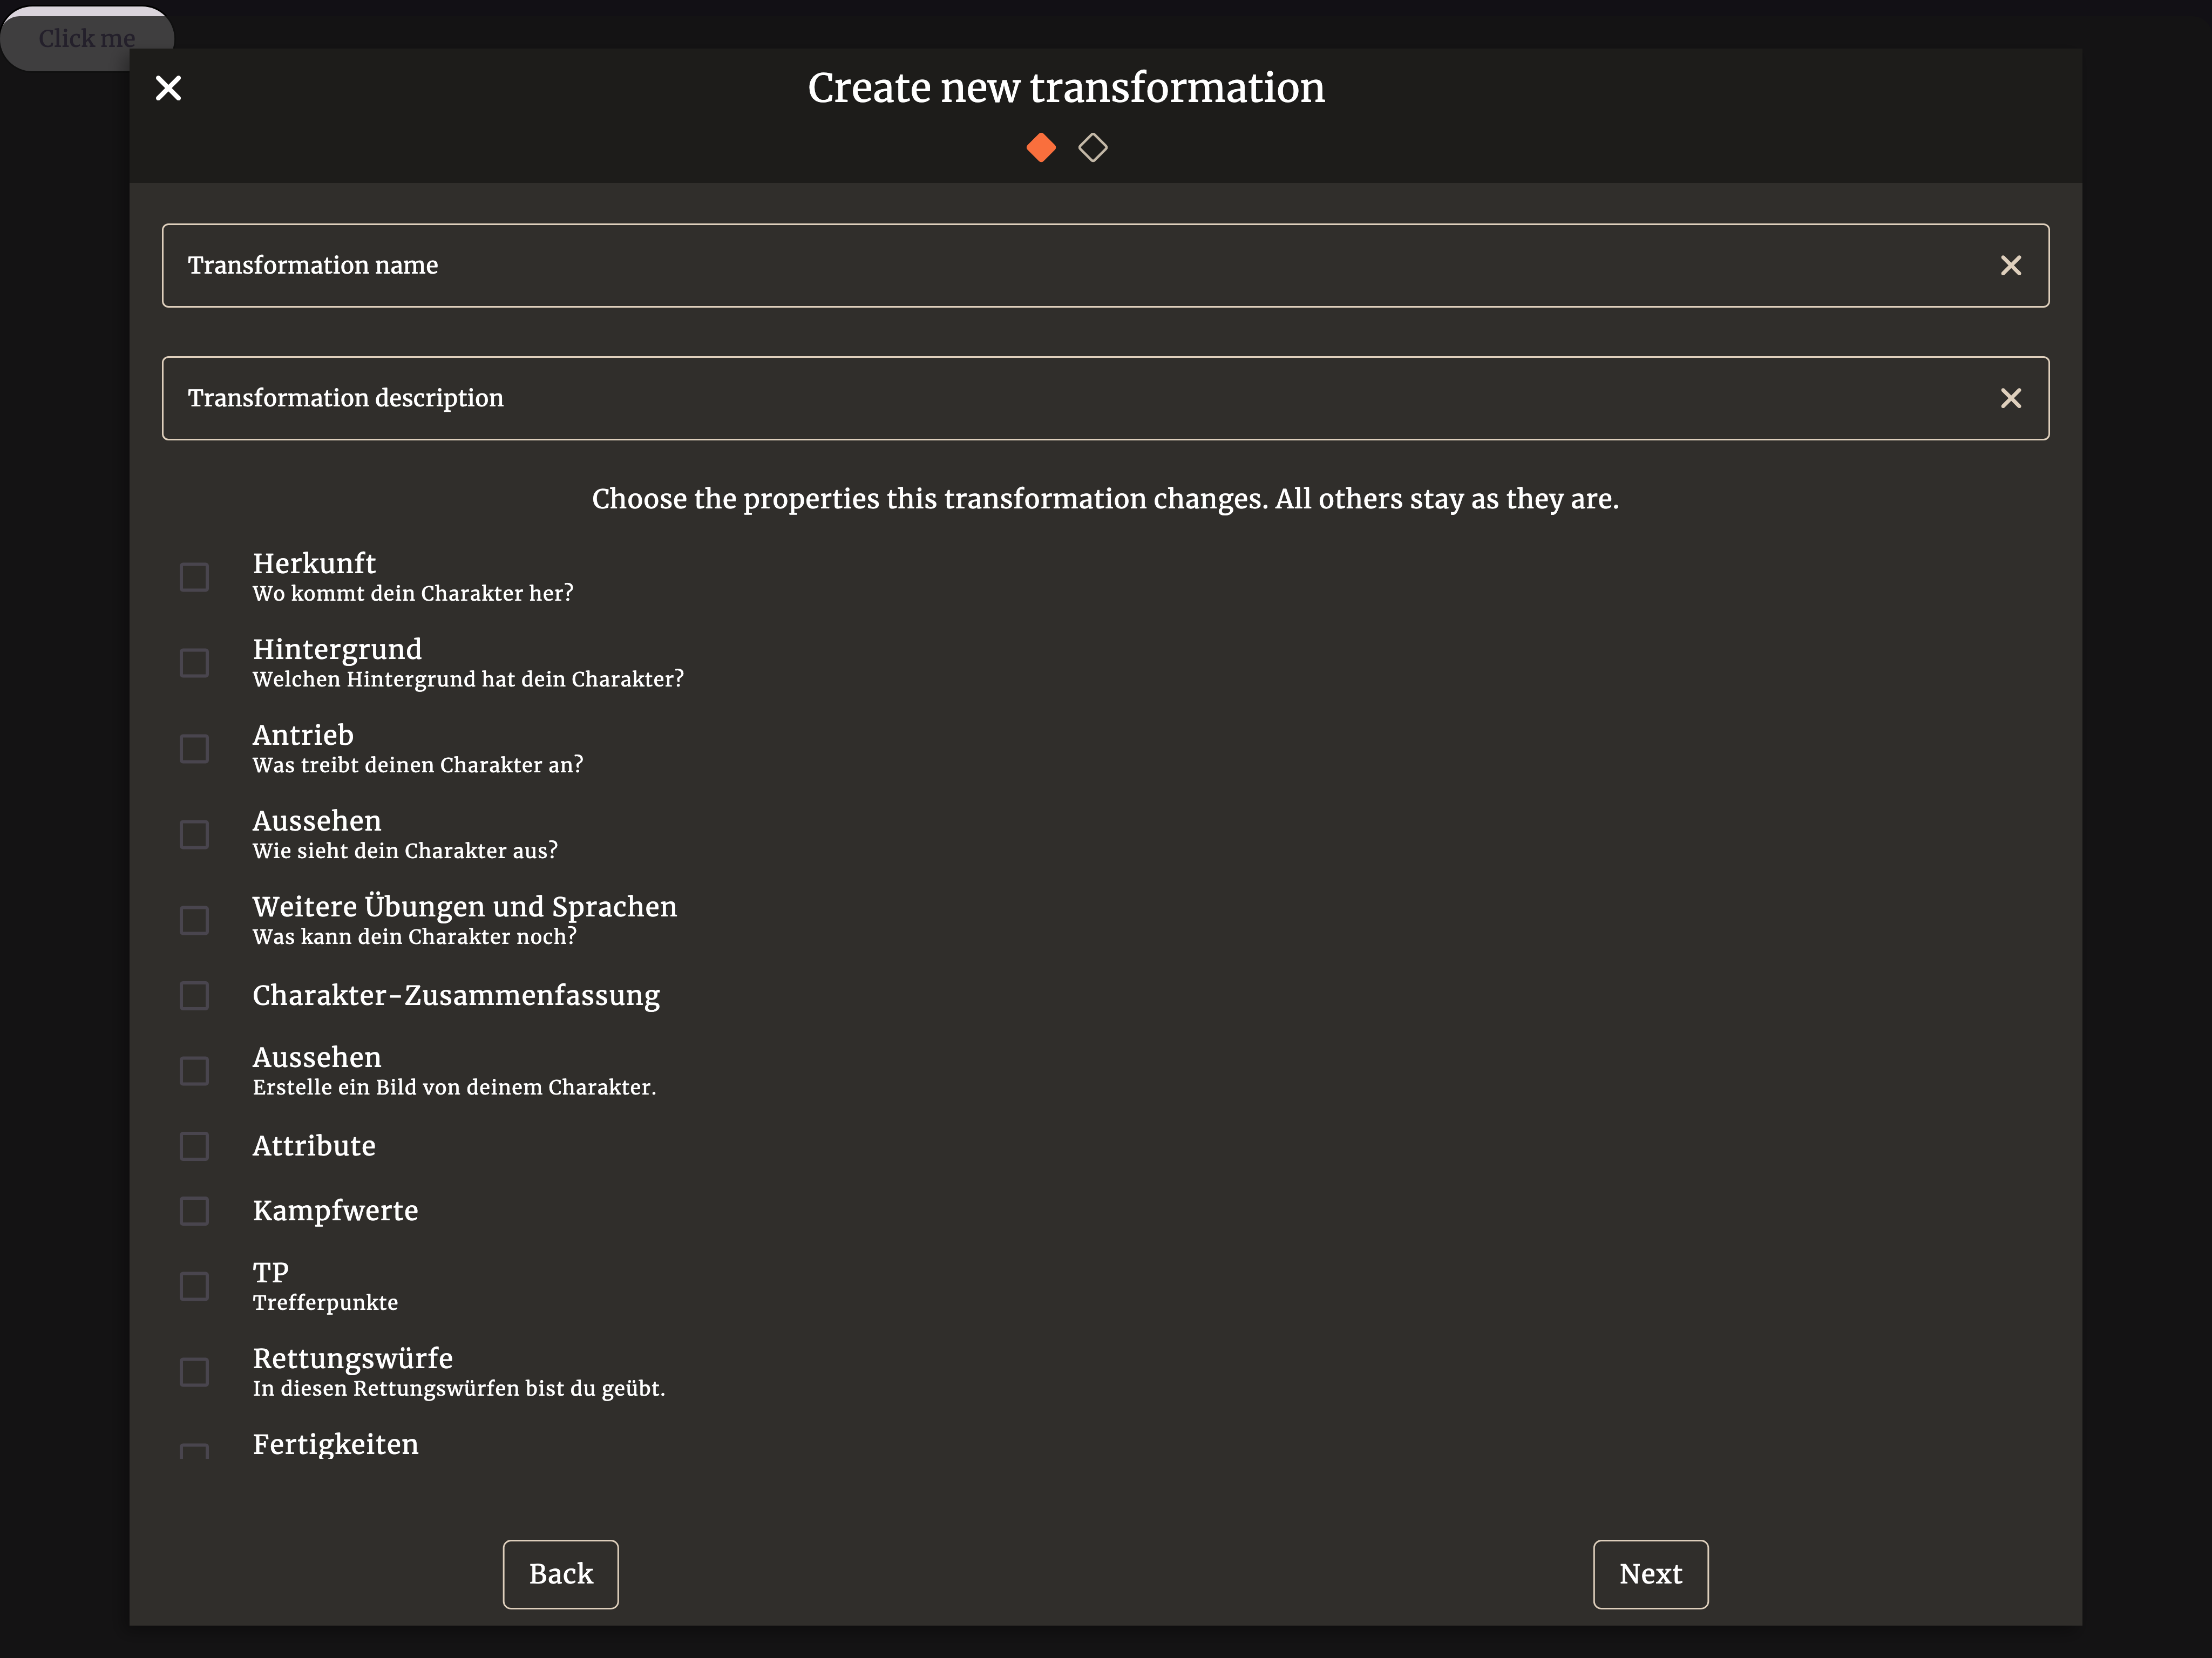 Click me
Create new transformation
Transformation name
Transformation description
Choose the properties this transformation changes. All others stay as they are.
Herkunft
Wo kommt dein Charakter her?
Hintergrund
Welchen Hintergrund hat dein Charakter?
Antrieb
Was treibt deinen Charakter an?
Aussehen
Wie sieht dein Charakter aus?
Weitere Übungen und Sprachen
Was kann dein Charakter noch?
Charakter-Zusammenfassung
Aussehen
Erstelle ein Bild von deinem Charakter.
Attribute
Kampfwerte
TP
Trefferpunkte
Rettungswürfe
In diesen Rettungswürfen bist du geübt.
Fertigkeiten
Back
Next